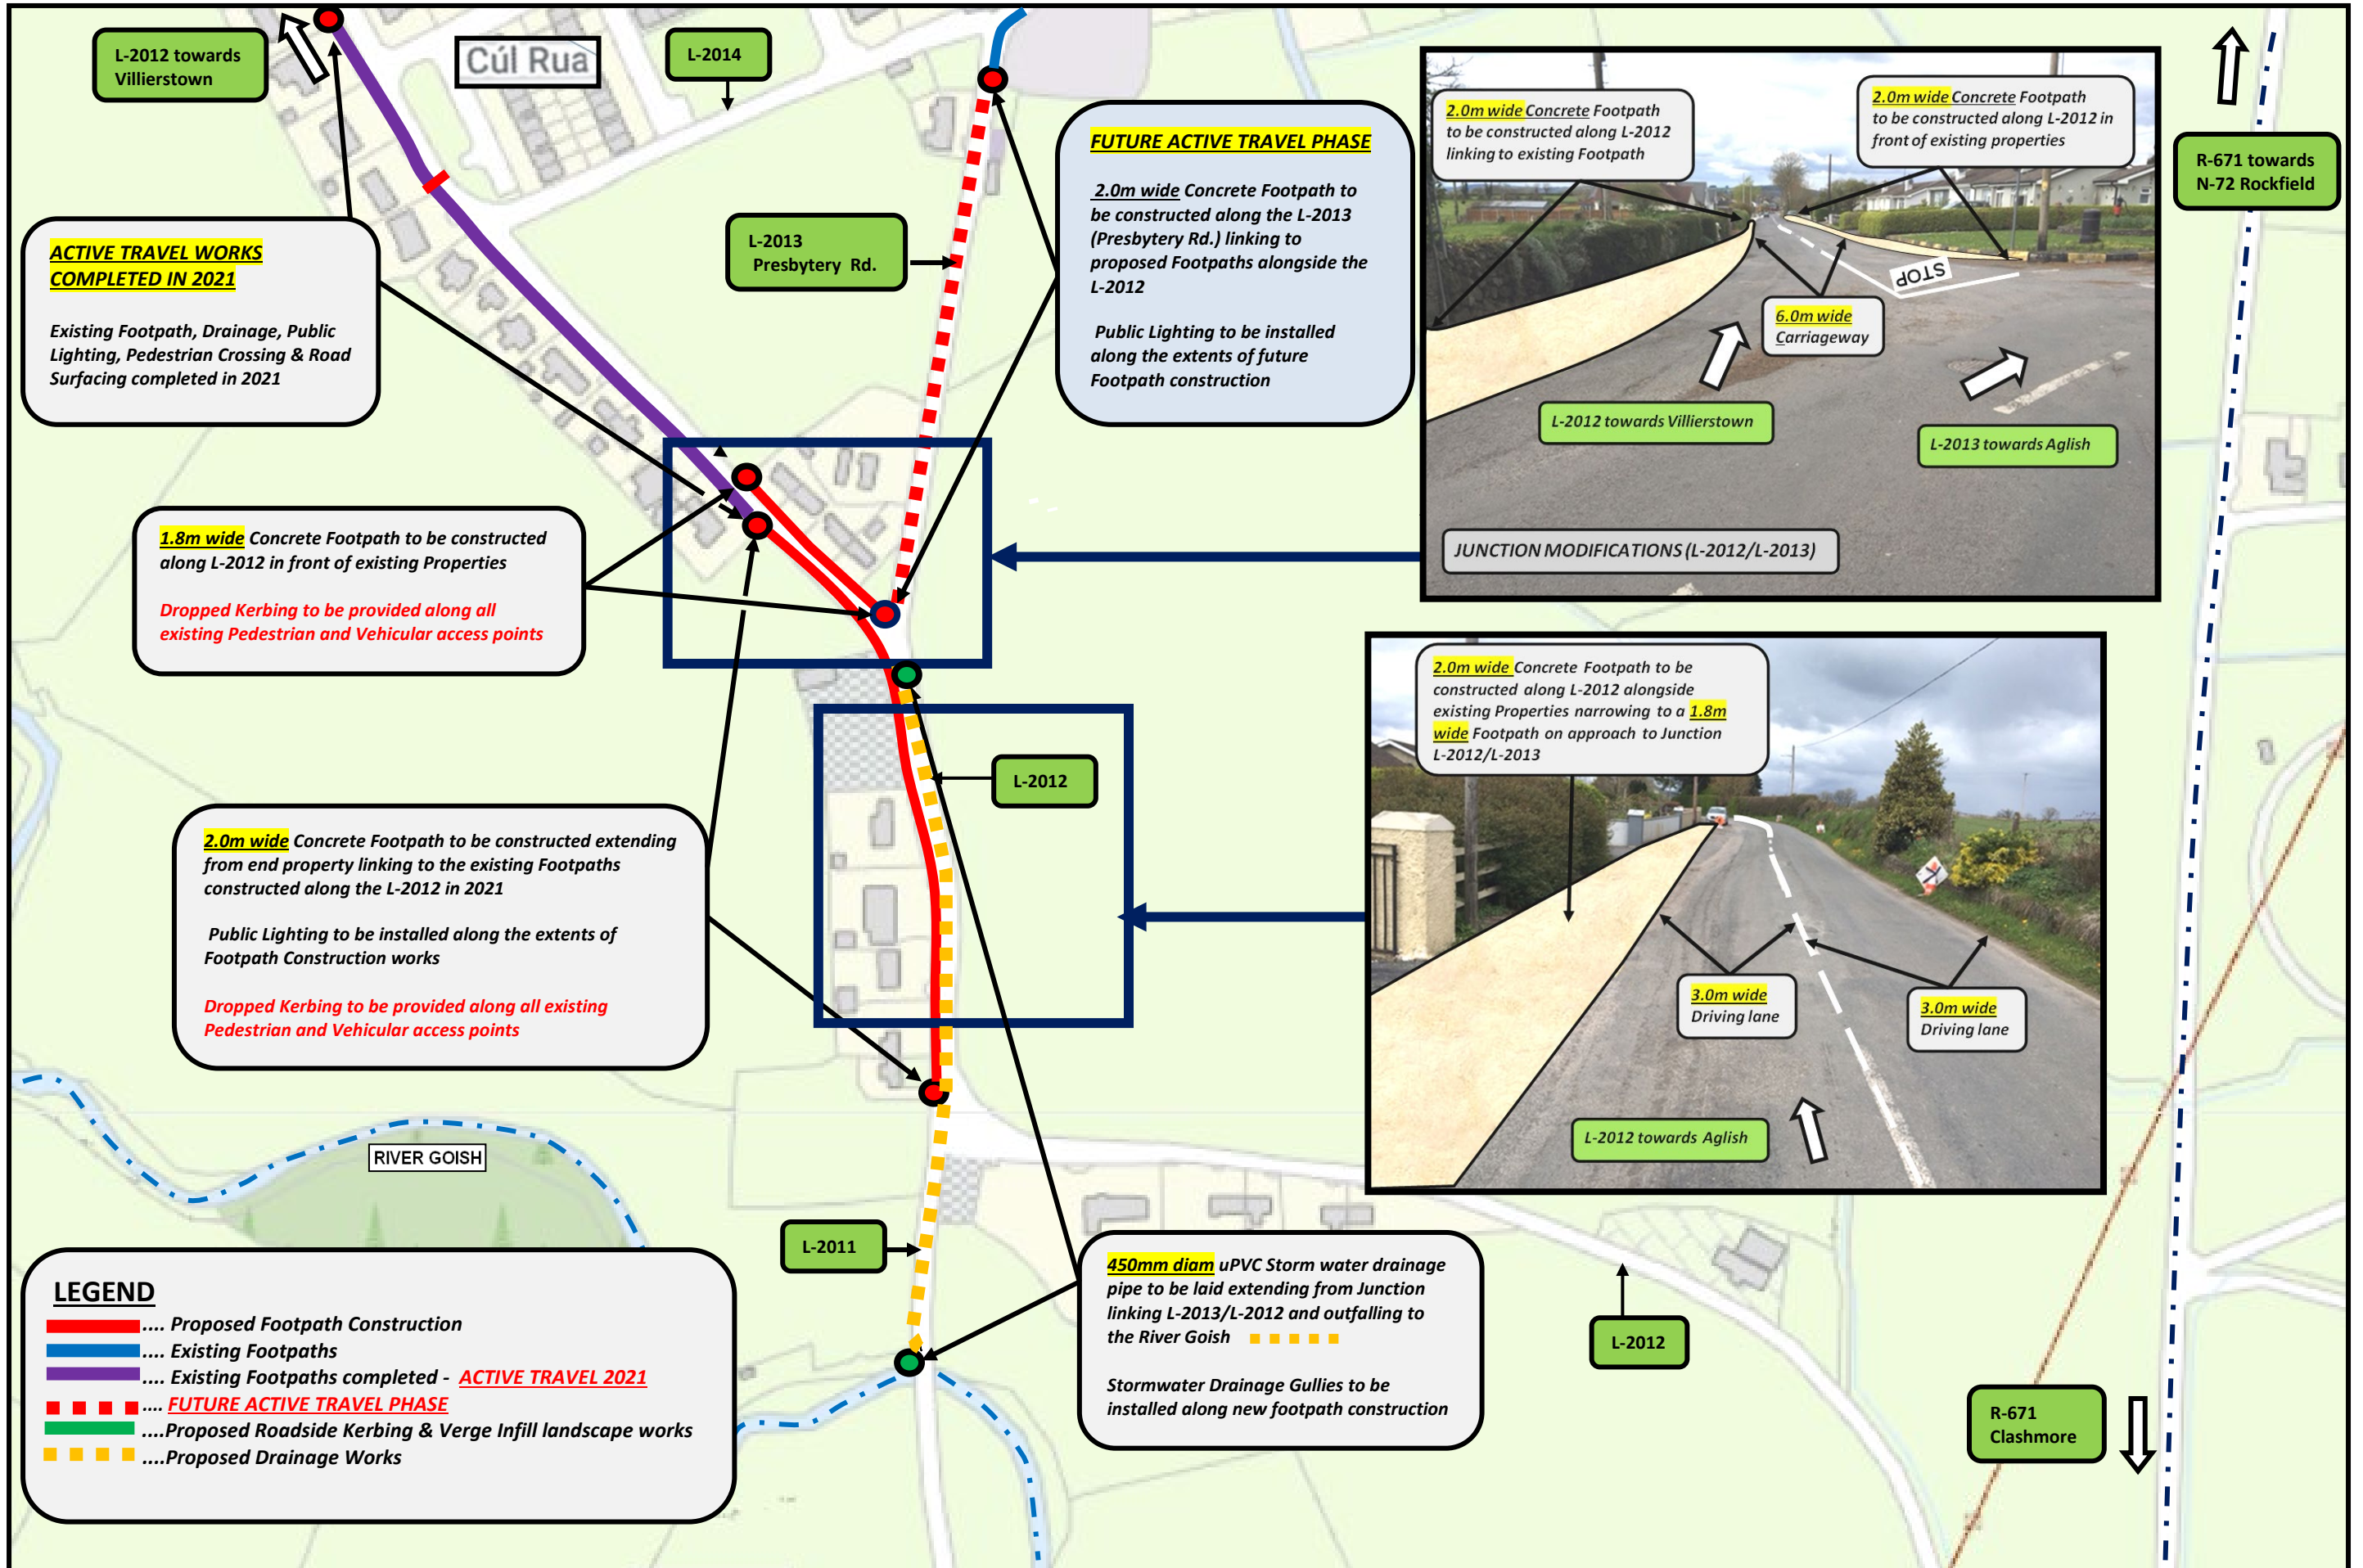 L-2012 towards
Villierstown
Cúl Rua
L-2014
ACTIVE TRAVEL WORKS
COMPLETED IN 2021
Existing Footpath, Drainage, Public
Lighting, Pedestrian Crossing & Road
Surfacing completed in 2021
L-2013
Presbytery Rd.
FUTURE ACTIVE TRAVEL PHASE
2.0m wide Concrete Footpath to
be constructed along the L-2013
(Presbytery Rd.) linking to
proposed Footpaths alongside the
L-2012
Public Lighting to be installed
along the extents of future
Footpath construction
2.0m wide Concrete Footpath
to be constructed along L-2012
linking to existing Footpath
2.0m wide Concrete Footpath
to be constructed along L-2012 in
front of existing properties
STOP
6.0m wide
Carriageway
L-2012 towards Villierstown
L-2013 towards Aglish
JUNCTION MODIFICATIONS (L-2012/L-2013)
R-671 towards
N-72 Rockfield
1.8m wide Concrete Footpath to be constructed
along L-2012 in front of existing Properties
Dropped Kerbing to be provided along all
existing Pedestrian and Vehicular access points
L-2012
2.0m wide Concrete Footpath to be
constructed along L-2012 alongside
existing Properties narrowing to a 1.8m
wide Footpath on approach to Junction
L-2012/L-2013
3.0m wide
Driving lane
3.0m wide
Driving lane
L-2012 towards Aglish
2.0m wide Concrete Footpath to be constructed extending
from end property linking to the existing Footpaths
constructed along the L-2012 in 2021
Public Lighting to be installed along the extents of
Footpath Construction works
Dropped Kerbing to be provided along all existing
Pedestrian and Vehicular access points
RIVER GOISH
L-2011
450mm diam uPVC Storm water drainage
pipe to be laid extending from Junction
linking L-2013/L-2012 and outfalling to
the River Goish
Stormwater Drainage Gullies to be
installed along new footpath construction
L-2012
R-671
Clashmore
LEGEND
.... Proposed Footpath Construction
.... Existing Footpaths
.... Existing Footpaths completed - ACTIVE TRAVEL 2021
.... FUTURE ACTIVE TRAVEL PHASE
....Proposed Roadside Kerbing & Verge Infill landscape works
....Proposed Drainage Works